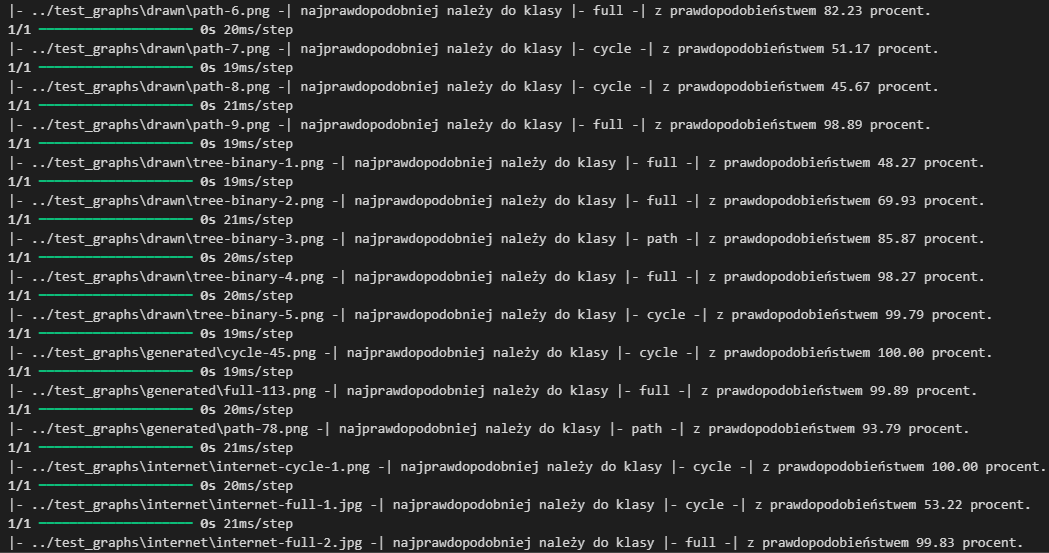 |- ../test_graphs\drawn\path-6.png -| najprawdopodobniej należy do klasy |- full -| z prawdopodobieństwem 82.23 procent.
1/1 ━━━━━━━━━━━━━━━━━━━━ 0s 20ms/step
|- ../test_graphs\drawn\path-7.png -| najprawdopodobniej należy do klasy |- cycle -| z prawdopodobieństwem 51.17 procent.
1/1 ━━━━━━━━━━━━━━━━━━━━ 0s 19ms/step
|- ../test_graphs\drawn\path-8.png -| najprawdopodobniej należy do klasy |- cycle -| z prawdopodobieństwem 45.67 procent.
1/1 ━━━━━━━━━━━━━━━━━━━━ 0s 21ms/step
|- ../test_graphs\drawn\path-9.png -| najprawdopodobniej należy do klasy |- full -| z prawdopodobieństwem 98.89 procent.
1/1 ━━━━━━━━━━━━━━━━━━━━ 0s 19ms/step
|- ../test_graphs\drawn\tree-binary-1.png -| najprawdopodobniej należy do klasy |- full -| z prawdopodobieństwem 48.27 procent.
1/1 ━━━━━━━━━━━━━━━━━━━━ 0s 19ms/step
|- ../test_graphs\drawn\tree-binary-2.png -| najprawdopodobniej należy do klasy |- full -| z prawdopodobieństwem 69.93 procent.
1/1 ━━━━━━━━━━━━━━━━━━━━ 0s 21ms/step
|- ../test_graphs\drawn\tree-binary-3.png -| najprawdopodobniej należy do klasy |- path -| z prawdopodobieństwem 85.87 procent.
1/1 ━━━━━━━━━━━━━━━━━━━━ 0s 20ms/step
|- ../test_graphs\drawn\tree-binary-4.png -| najprawdopodobniej należy do klasy |- full -| z prawdopodobieństwem 98.27 procent.
1/1 ━━━━━━━━━━━━━━━━━━━━ 0s 20ms/step
|- ../test_graphs\drawn\tree-binary-5.png -| najprawdopodobniej należy do klasy |- cycle -| z prawdopodobieństwem 99.79 procent.
1/1 ━━━━━━━━━━━━━━━━━━━━ 0s 19ms/step
|- ../test_graphs\generated\cycle-45.png -| najprawdopodobniej należy do klasy |- cycle -| z prawdopodobieństwem 100.00 procent.
1/1 ━━━━━━━━━━━━━━━━━━━━ 0s 19ms/step
|- ../test_graphs\generated\full-113.png -| najprawdopodobniej należy do klasy |- full -| z prawdopodobieństwem 99.89 procent.
1/1 ━━━━━━━━━━━━━━━━━━━━ 0s 20ms/step
|- ../test_graphs\generated\path-78.png -| najprawdopodobniej należy do klasy |- path -| z prawdopodobieństwem 93.79 procent.
1/1 ━━━━━━━━━━━━━━━━━━━━ 0s 21ms/step
|- ../test_graphs\internet\internet-cycle-1.png -| najprawdopodobniej należy do klasy |- cycle -| z prawdopodobieństwem 100.00 procent.
1/1 ━━━━━━━━━━━━━━━━━━━━ 0s 20ms/step
|- ../test_graphs\internet\internet-full-1.jpg -| najprawdopodobniej należy do klasy |- cycle -| z prawdopodobieństwem 53.22 procent.
1/1 ━━━━━━━━━━━━━━━━━━━━ 0s 21ms/step
|- ../test_graphs\internet\internet-full-2.jpg -| najprawdopodobniej należy do klasy |- full -| z prawdopodobieństwem 99.83 procent.